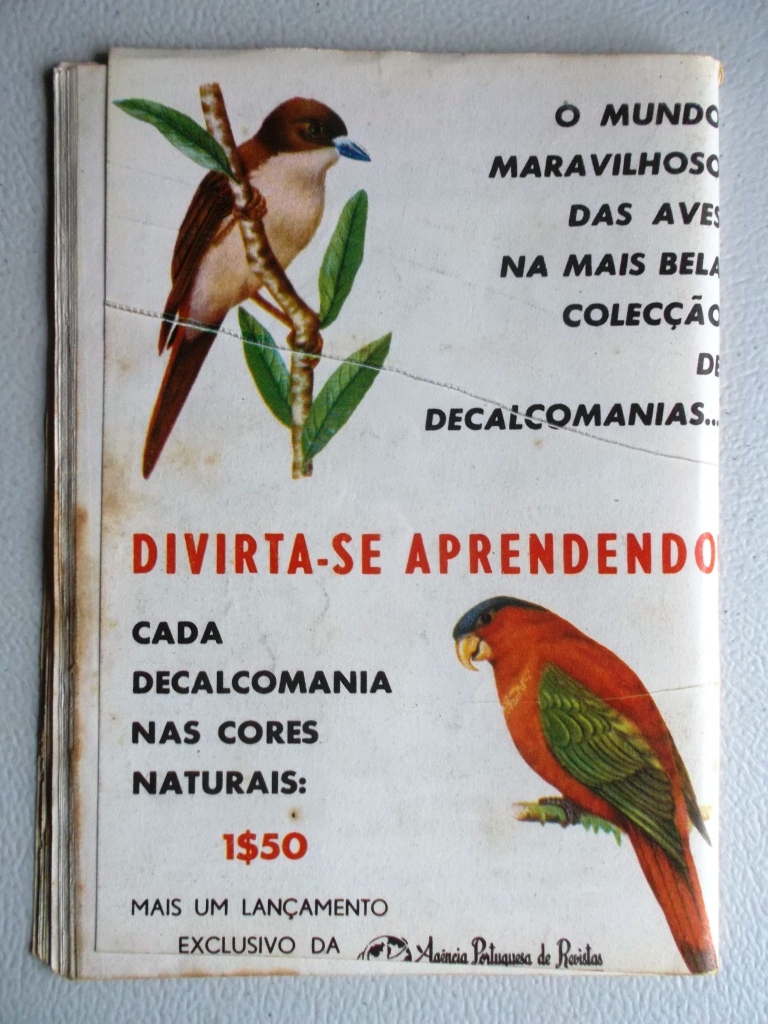 O MUNDO
MARAVILHOSO
DAS AVES
NA MAIS BELA
COLECÇÃO
DE
DECALCOMANIAS...
DIVIRTA-SE APRENDENDO
CADA
DECALCOMANIA
NAS CORES
NATURAIS:
1$50
MAIS UM LANÇAMENTO
EXCLUSIVO DA Agência Portuguesa de Revistas